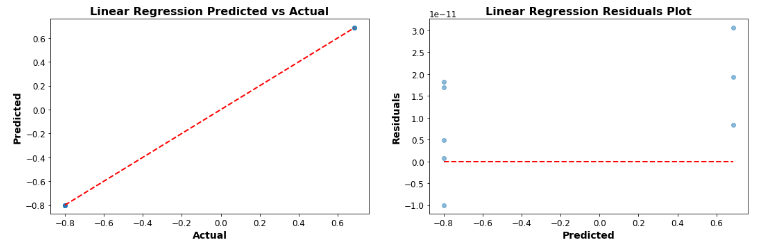 Linear Regression Predicted vs Actual
Predicted
0.6
0.4
0.2
0.0
−0.2
−0.4
−0.6
−0.8
−0.8 −0.6 −0.4 −0.2 0.0 0.2 0.4 0.6
Actual
Linear Regression Residuals Plot
1e−11
Residuals
3.0
2.5
2.0
1.5
1.0
0.5
0.0
−0.5
−1.0
−0.8 −0.6 −0.4 −0.2 0.0 0.2 0.4 0.6
Predicted